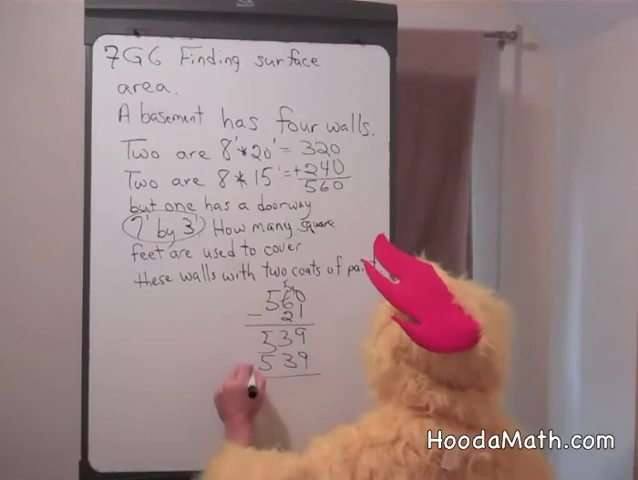 7G6 Finding surface
area.
A basement has four walls.
Two are 8'*20' = 320
Two are 8*15' = +240
560
but one has a doorway
7' by 3' How many square
feet are used to cover
these walls with two coats of
560
- 21
539
539
HoodaMath.com